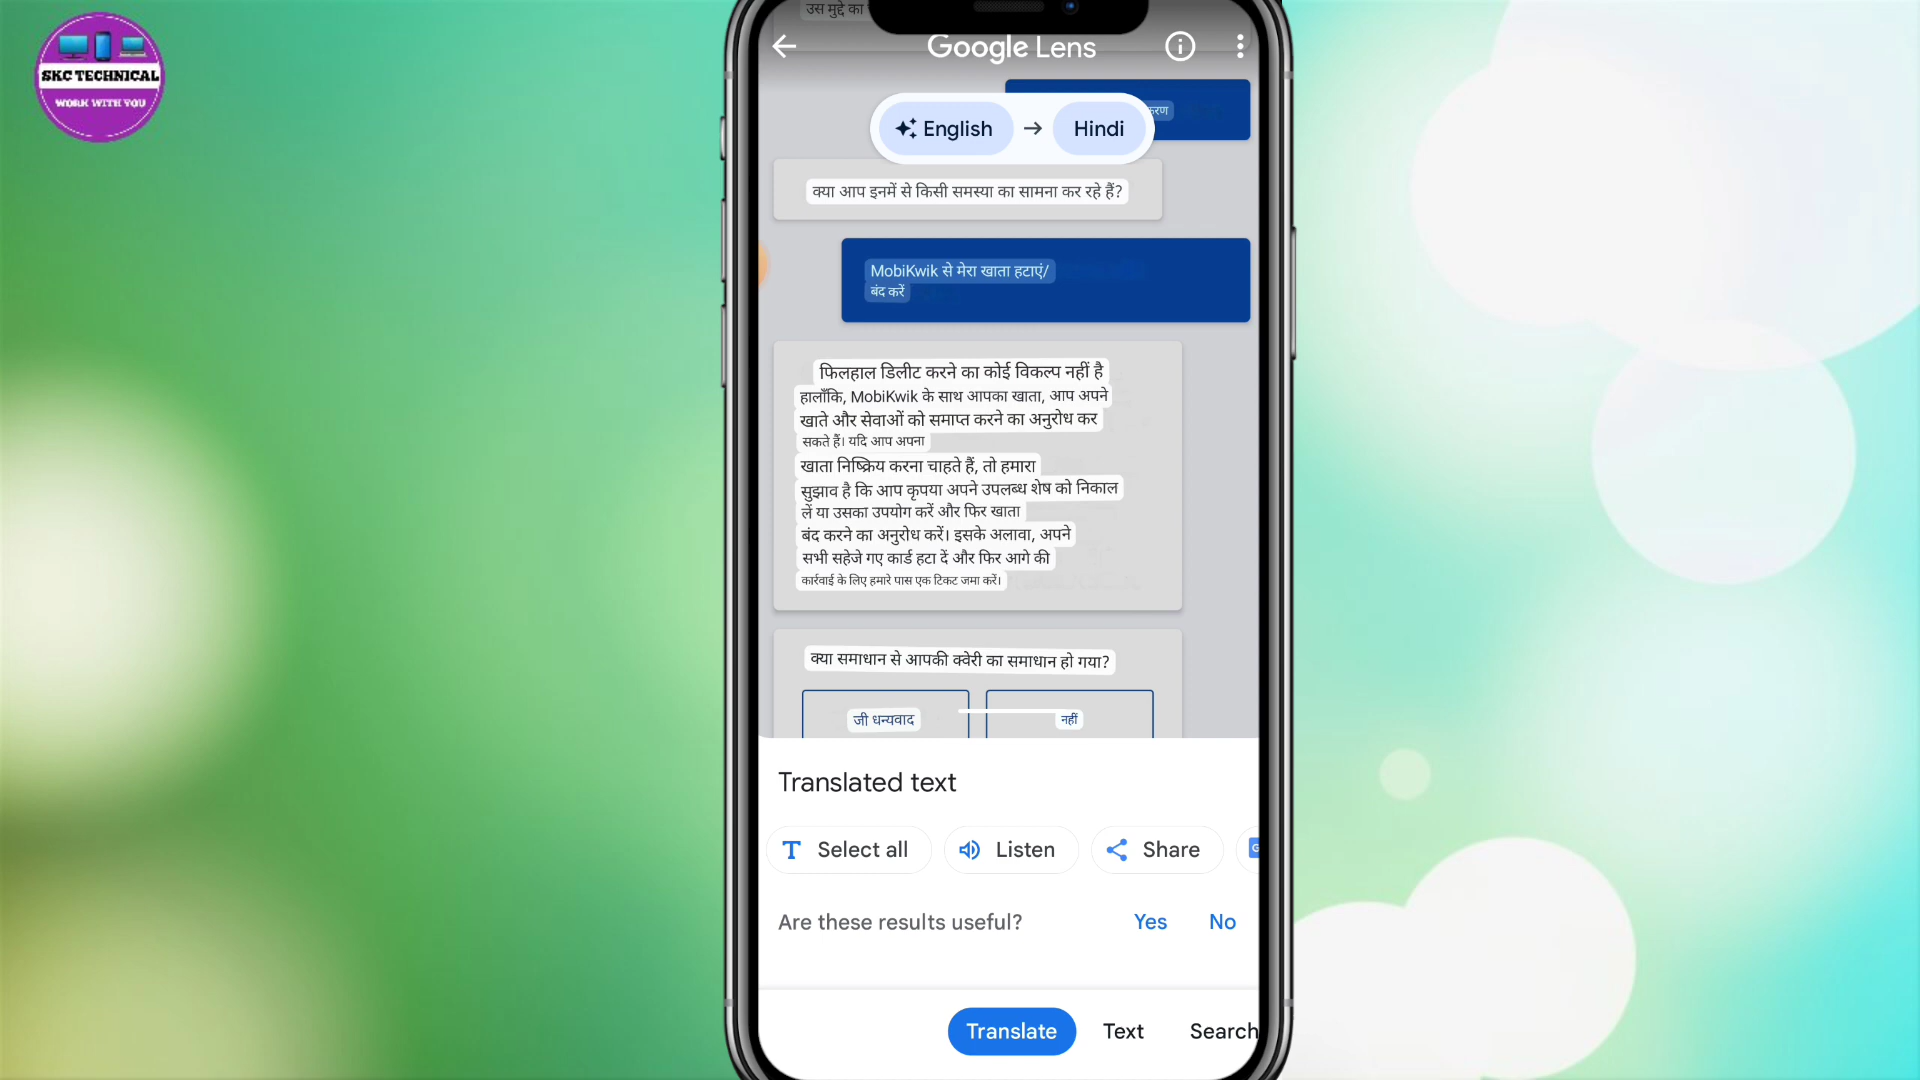 SKC TECHNICAL
WORK WITH YOU
उस मुद्दे का
Google Lens
करण
English → Hindi
क्या आप इनमें से किसी समस्या का सामना कर रहे हैं?
MobiKwik से मेरा खाता हटाएं/
बंद करें
फिलहाल डिलीट करने का कोई विकल्प नहीं है
हालाँकि, MobiKwik के साथ आपका खाता, आप अपने
खाते और सेवाओं को समाप्त करने का अनुरोध कर
सकते हैं। यदि आप अपना
खाता निष्क्रिय करना चाहते हैं, तो हमारा
सुझाव है कि आप कृपया अपने उपलब्ध शेष को निकाल
लें या उसका उपयोग करें और फिर खाता
बंद करने का अनुरोध करें। इसके अलावा, अपने
सभी सहेजे गए कार्ड हटा दें और फिर आगे की
कार्रवाई के लिए हमारे पास एक टिकट जमा करें।
क्या समाधान से आपकी क्वेरी का समाधान हो गया?
जी धन्यवाद
नहीं
Translated text
Select all
Listen
Share
Are these results useful?
Yes
No
Translate
Text
Search